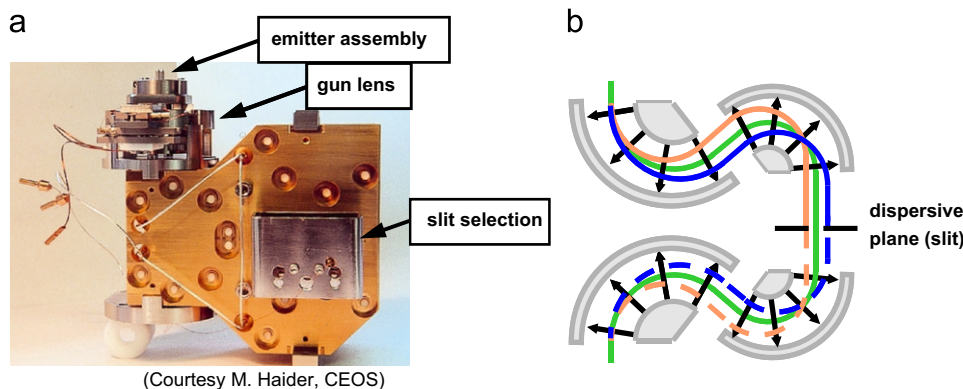 a
emitter assembly
gun lens
slit selection
(Courtesy M. Haider, CEOS)
b
dispersive
plane (slit)